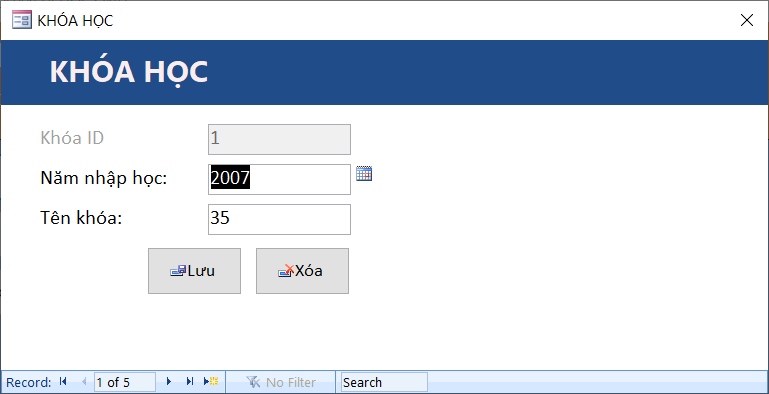 KHÓA HỌC
KHÓA HỌC
Khóa ID 1
Năm nhập học: 2007
Tên khóa: 35
Lưu Xóa
Record: 1 of 5 No Filter Search